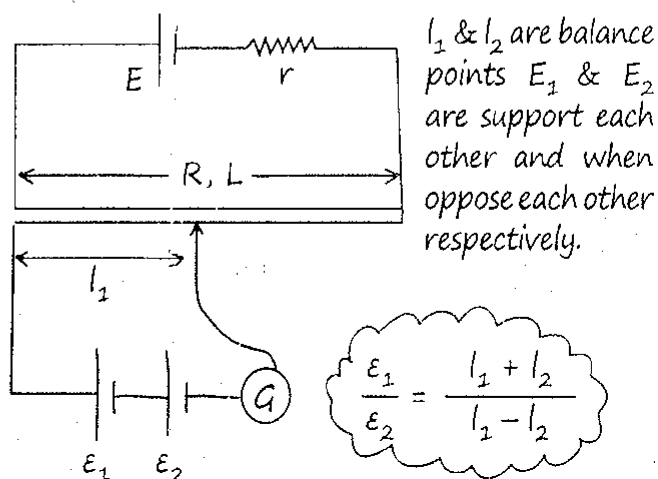 E
r
l₁ & l₂ are balance
points E₁ & E₂
are support each
other and when
oppose each other
respectively.
R, L
l₁
G
ε₁ ε₂
ε₁/ε₂ = (l₁ + l₂)/(l₁ – l₂)